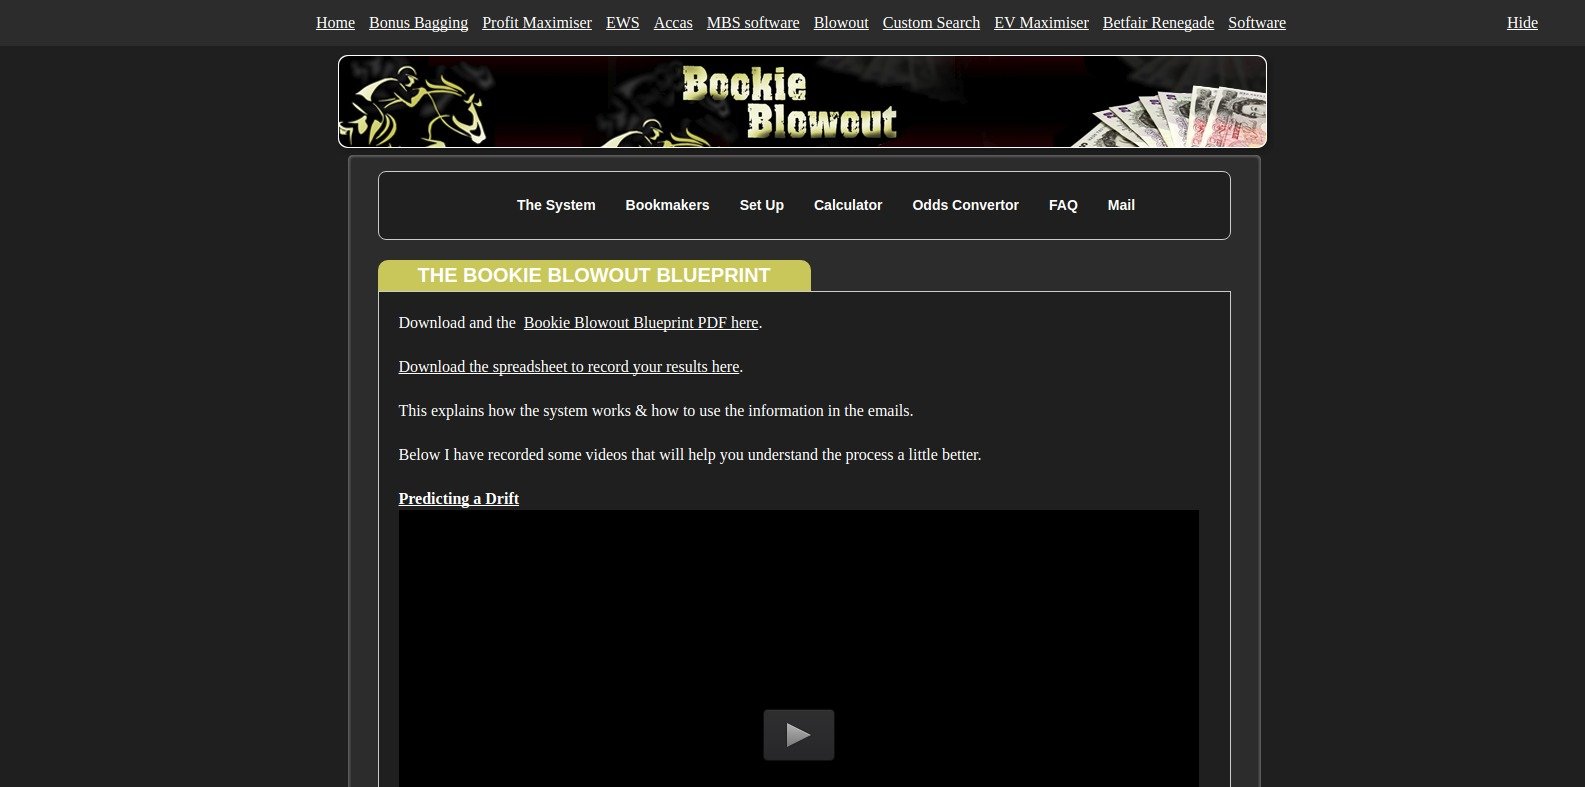 Home Bonus Bagging Profit Maximiser EWS Accas MBS software Blowout Custom Search EV Maximiser Betfair Renegade Software Hide
Bookie
Blowout
The System Bookmakers Set Up Calculator Odds Convertor FAQ Mail
THE BOOKIE BLOWOUT BLUEPRINT
Download and the  Bookie Blowout Blueprint PDF here.
Download the spreadsheet to record your results here.
This explains how the system works & how to use the information in the emails.
Below I have recorded some videos that will help you understand the process a little better.
Predicting a Drift